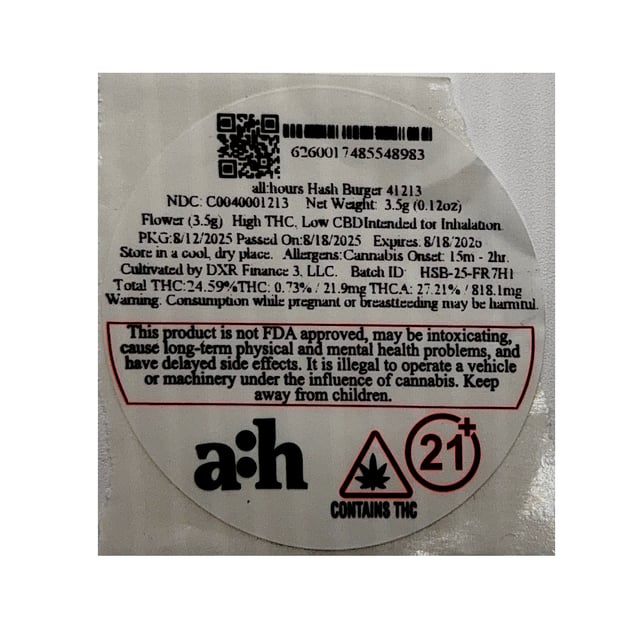 6260017485548983
all:hours Hash Burger 41213
NDC: C0040001213 Net Weight: 3.5g (0.12oz)
Flower (3.5g) High THC, Low CBDIntended for Inhalation.
PKG:8/12/2025 Passed On:8/18/2025 Expires: 8/18/2026
Store in a cool, dry place. Allergens:Cannabis Onset: 15m - 2hr.
Cultivated by DXR Finance 3, LLC. Batch ID: HSB-25-FR7H1
Total THC:24.59%THC: 0.73% / 21.9mg THCA: 27.21% / 818.1mg
Warning. Consumption while pregnant or breastfeeding may be harmful.
This product is not FDA approved, may be intoxicating,
cause long-term physical and mental health problems, and
have delayed side effects. It is illegal to operate a vehicle
or machinery under the influence of cannabis. Keep
away from children.
a:h
21+
CONTAINS THC